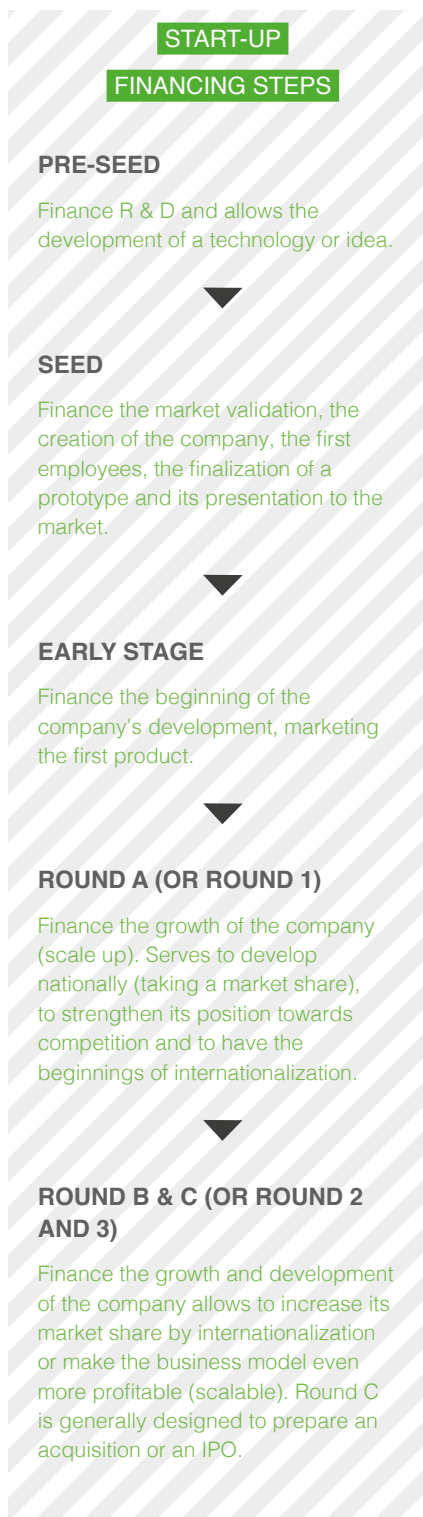 START-UP
FINANCING STEPS
PRE-SEED
Finance R & D and allows the
development of a technology or idea.
SEED
Finance the market validation, the
creation of the company, the first
employees, the finalization of a
prototype and its presentation to the
market.
EARLY STAGE
Finance the beginning of the
company's development, marketing
the first product.
ROUND A (OR ROUND 1)
Finance the growth of the company
(scale up). Serves to develop
nationally (taking a market share),
to strengthen its position towards
competition and to have the
beginnings of internationalization.
ROUND B & C (OR ROUND 2
AND 3)
Finance the growth and development
of the company allows to increase its
market share by internationalization
or make the business model even
more profitable (scalable). Round C
is generally designed to prepare an
acquisition or an IPO.